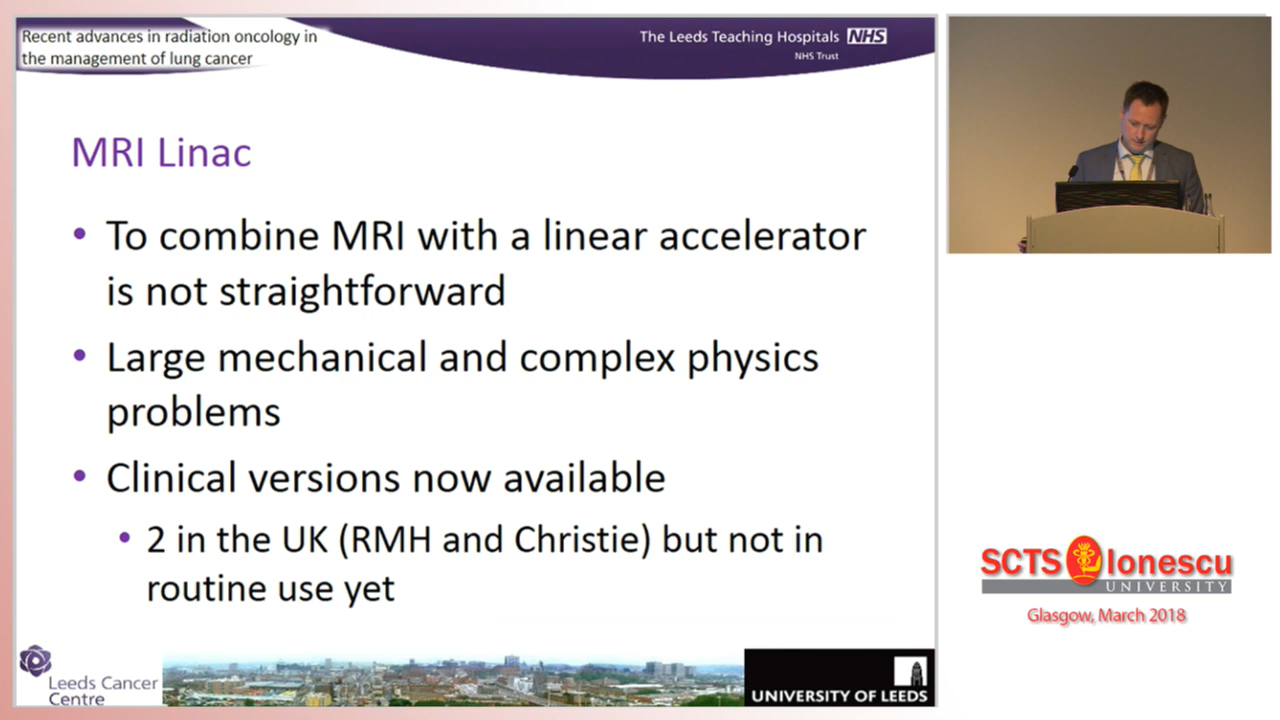 Recent advances in radiation oncology in
the management of lung cancer
The Leeds Teaching Hospitals NHS
NHS Trust
MRI Linac
• To combine MRI with a linear accelerator
is not straightforward
• Large mechanical and complex physics
problems
• Clinical versions now available
• 2 in the UK (RMH and Christie) but not in
routine use yet
Leeds Cancer
Centre
UNIVERSITY OF LEEDS
SCTS Ionescu
UNIVERSITY
Glasgow, March 2018